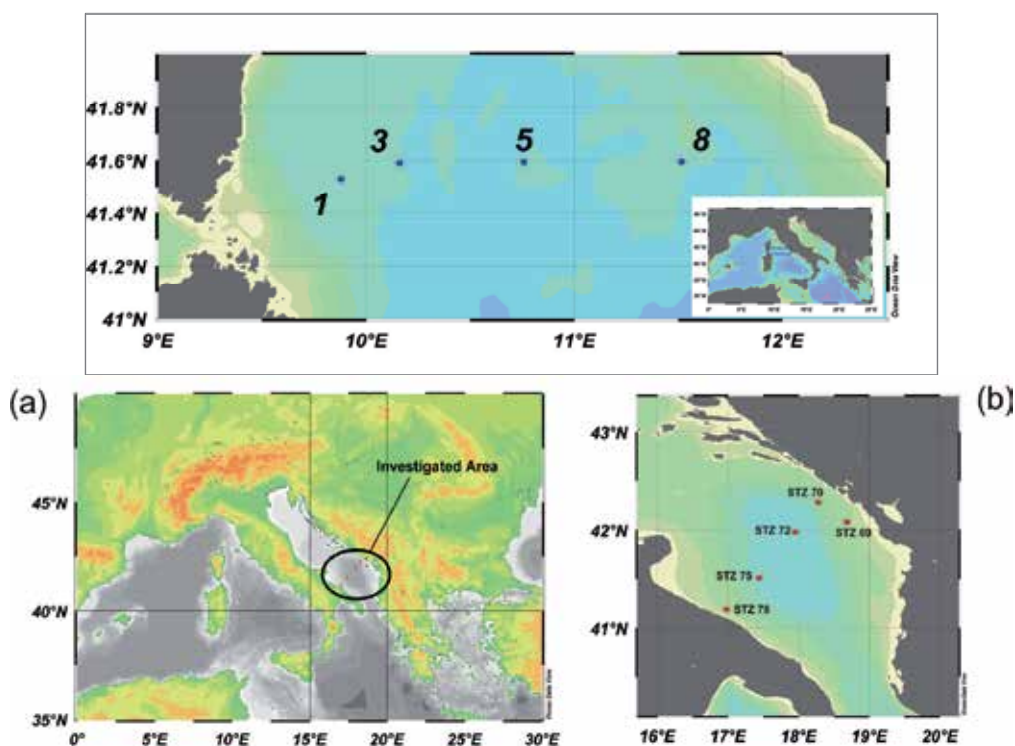 41.8°N
3
5
8
41.6°N
1
41.4°N
41.2°N
41°N
9°E
10°E
11°E
12°E
Ocean Data View
(a)
(b)
Investigated Area
45°N
40°N
35°N
0°E
5°E
10°E
15°E
20°E
25°E
30°E
43°N
STZ 70
STZ 69
42°N
STZ 72
STZ 75
STZ 78
41°N
16°E
17°E
18°E
19°E
20°E